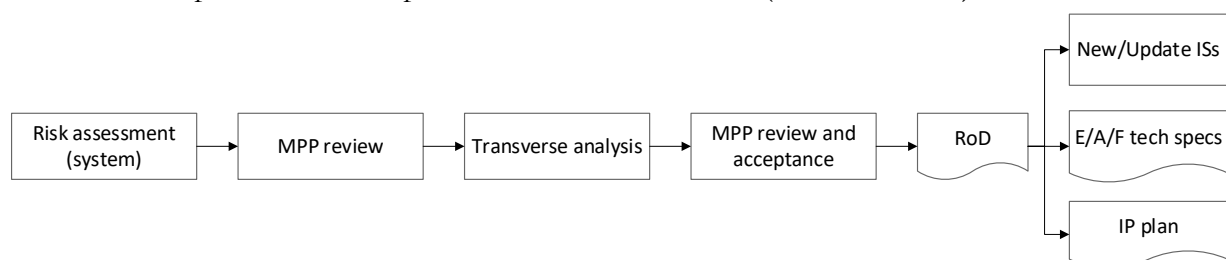 Risk assessment
(system)
MPP review
Transverse analysis
MPP review and
acceptance
RoD
New/Update ISs
E/A/F tech specs
IP plan